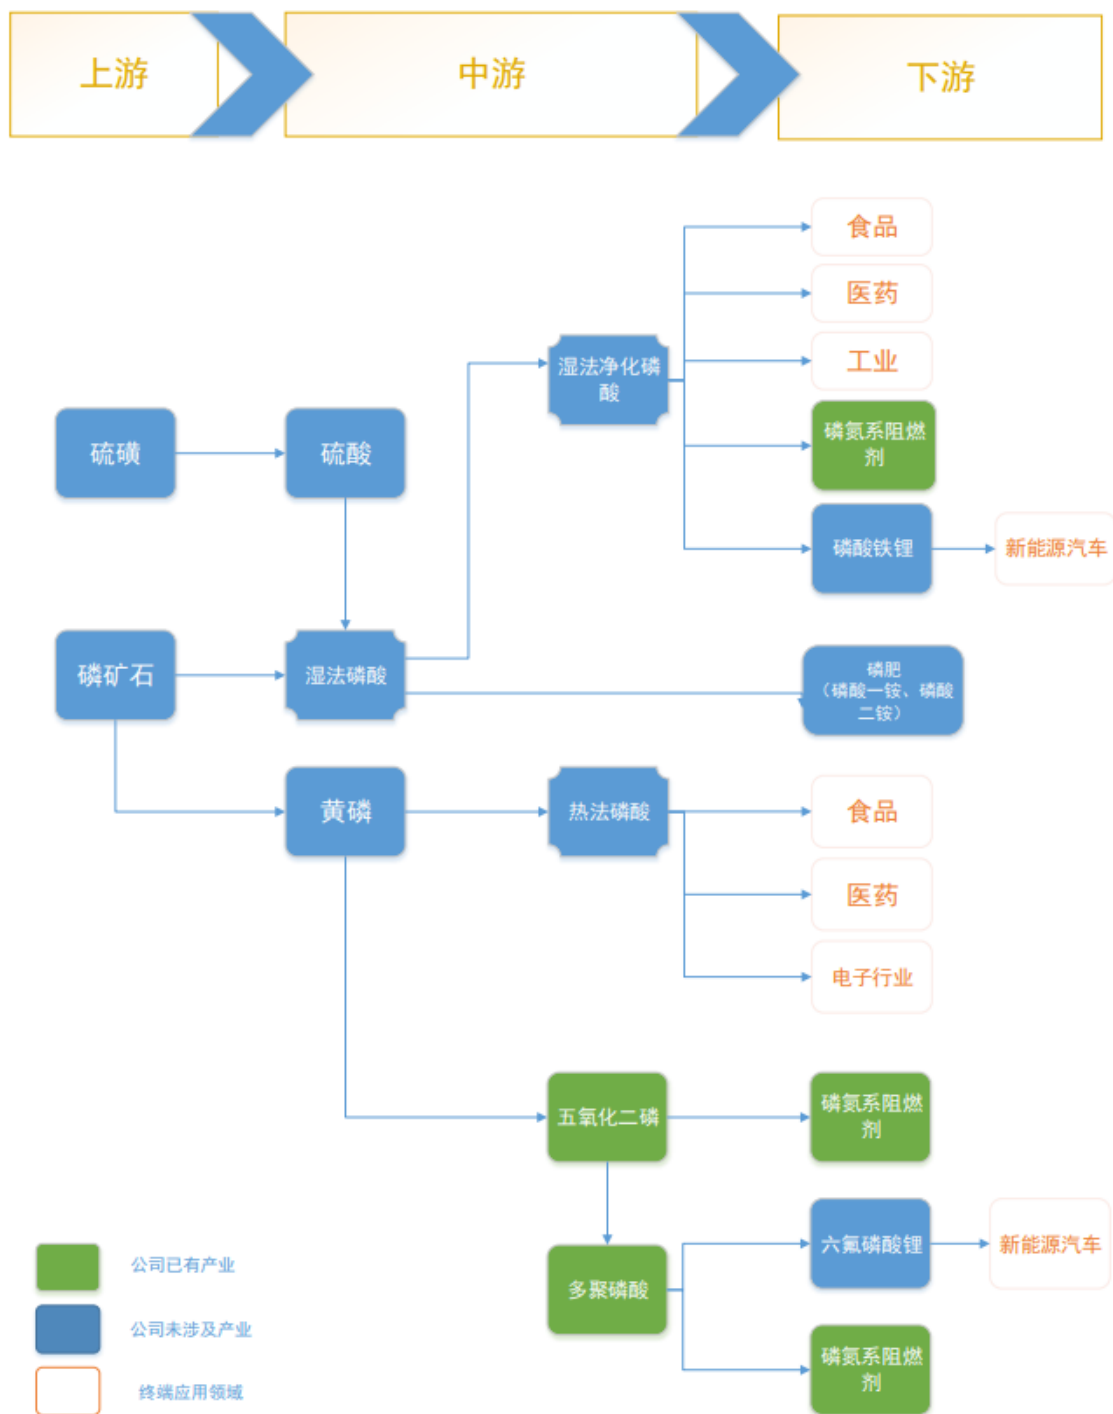 上游
中游
下游
食品
医药
工业
湿法净化磷
酸
磷氮系阻燃
剂
硫磺
硫酸
磷酸铁锂
新能源汽车
磷矿石
湿法磷酸
磷肥
（磷酸一铵、磷酸
二铵）
黄磷
热法磷酸
食品
医药
电子行业
五氧化二磷
磷氮系阻燃
剂
六氟磷酸锂
新能源汽车
多聚磷酸
磷氮系阻燃
剂
公司已有产业
公司未涉及产业
终端应用领域